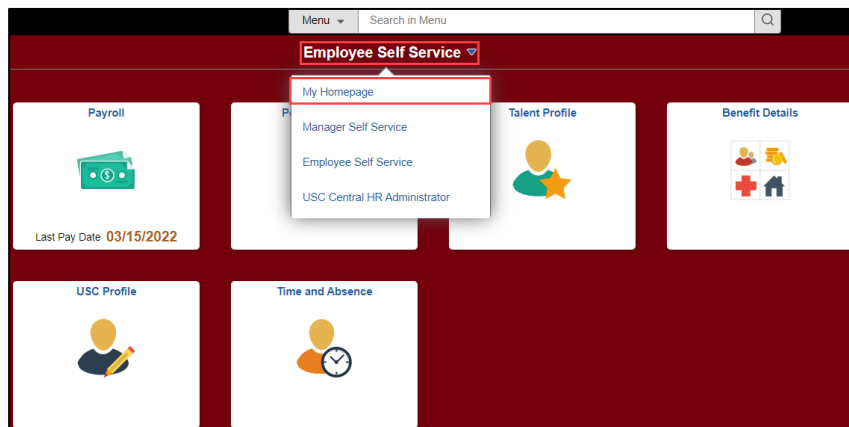 Menu
Search in Menu
Employee Self Service
My Homepage
Manager Self Service
Employee Self Service
USC Central HR Administrator
Payroll
Last Pay Date 03/15/2022
Talent Profile
Benefit Details
USC Profile
Time and Absence